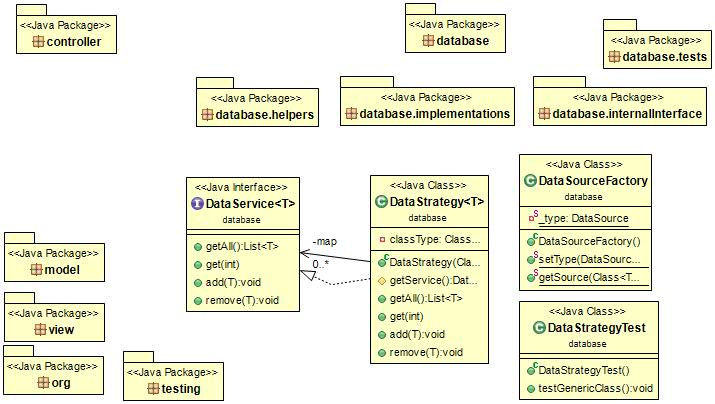 <<Java Package>>
controller
<<Java Package>>
database
<<Java Package>>
database.tests
<<Java Package>>
database.helpers
<<Java Package>>
database.implementations
<<Java Package>>
database.internalInterface
<<Java Interface>>
I DataService<T>
database
getAll():List<T>
get(int)
add(T):void
remove(T):void
-map
0..*
<<Java Class>>
C DataStrategy<T>
database
classType: Class...
C DataStrategy(Cla...
getService():Dat...
getAll():List<T>
get(int)
add(T):void
remove(T):void
<<Java Class>>
C DataSourceFactory
database
S _type: DataSource
C DataSourceFactory()
S setType(DataSourc...
S getSource(Class<T...
<<Java Class>>
C DataStrategyTest
database
C DataStrategyTest()
testGenericClass():void
<<Java Package>>
model
<<Java Package>>
view
<<Java Package>>
org
<<Java Package>>
testing